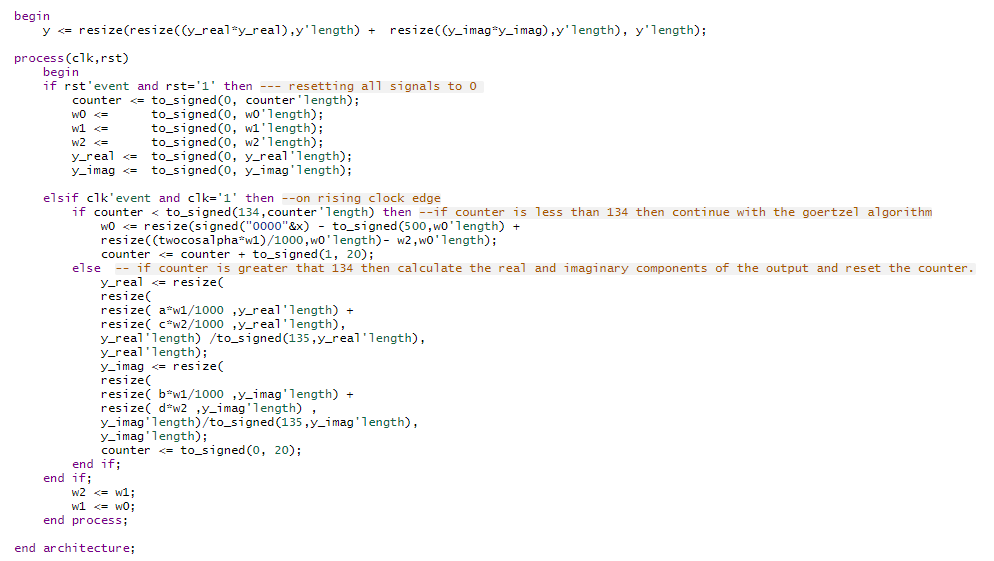 begin
    y <= resize(resize((y_real*y_real),y'length) +  resize((y_imag*y_imag),y'length), y'length);
process(clk,rst)
    begin
    if rst'event and rst='1' then --- resetting all signals to 0
        counter <= to_signed(0, counter'length);
        w0 <=      to_signed(0, w0'length);
        w1 <=      to_signed(0, w1'length);
        w2 <=      to_signed(0, w2'length);
        y_real <=  to_signed(0, y_real'length);
        y_imag <=  to_signed(0, y_imag'length);
    elsif clk'event and clk='1' then --on rising clock edge
        if counter < to_signed(134,counter'length) then --if counter is less than 134 then continue with the goertzel algorithm
            w0 <= resize(signed("0000"&x) - to_signed(500,w0'length) +
            resize((twocosalpha*w1)/1000,w0'length)- w2,w0'length);
            counter <= counter + to_signed(1, 20);
        else  -- if counter is greater that 134 then calculate the real and imaginary components of the output and reset the counter.
            y_real <= resize(
            resize(
            resize( a*w1/1000 ,y_real'length) +
            resize( c*w2/1000 ,y_real'length),
            y_real'length) /to_signed(135,y_real'length),
            y_real'length);
            y_imag <= resize(
            resize(
            resize( b*w1/1000 ,y_imag'length) +
            resize( d*w2 ,y_imag'length) ,
            y_imag'length)/to_signed(135,y_imag'length),
            y_imag'length);
            counter <= to_signed(0, 20);
        end if;
    end if;
        w2 <= w1;
        w1 <= w0;
    end process;
end architecture;